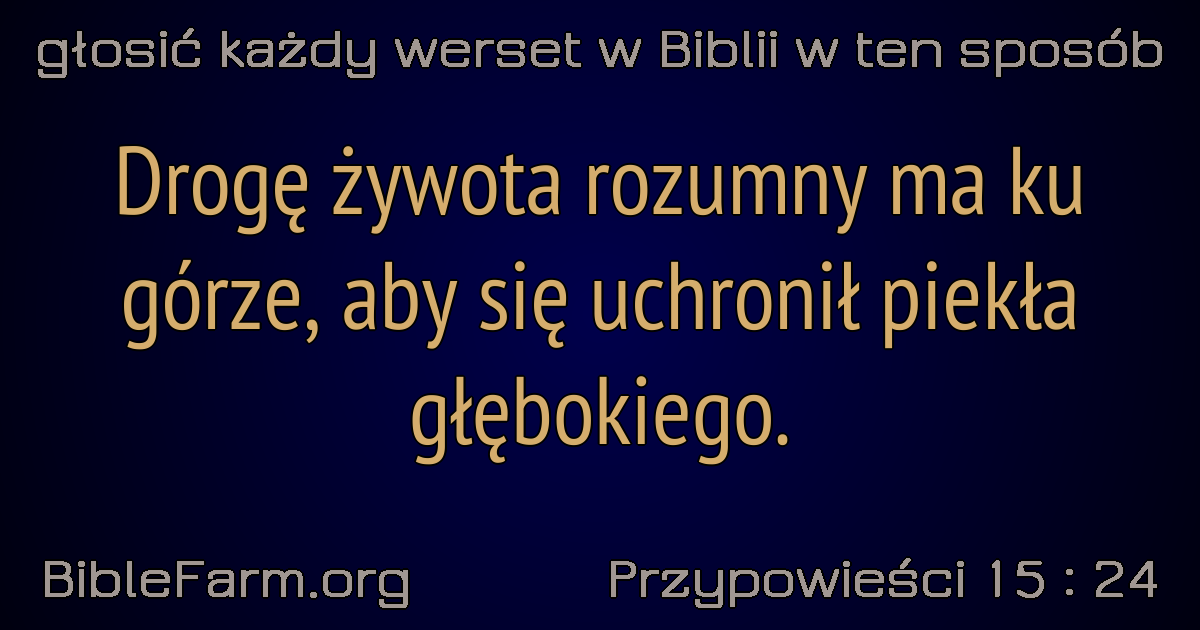 głosić każdy werset w Biblii w ten sposób
Drogę żywota rozumny ma ku
górze, aby się uchronił piekła
głębokiego.
BibleFarm.org
Przypowieści 15 : 24